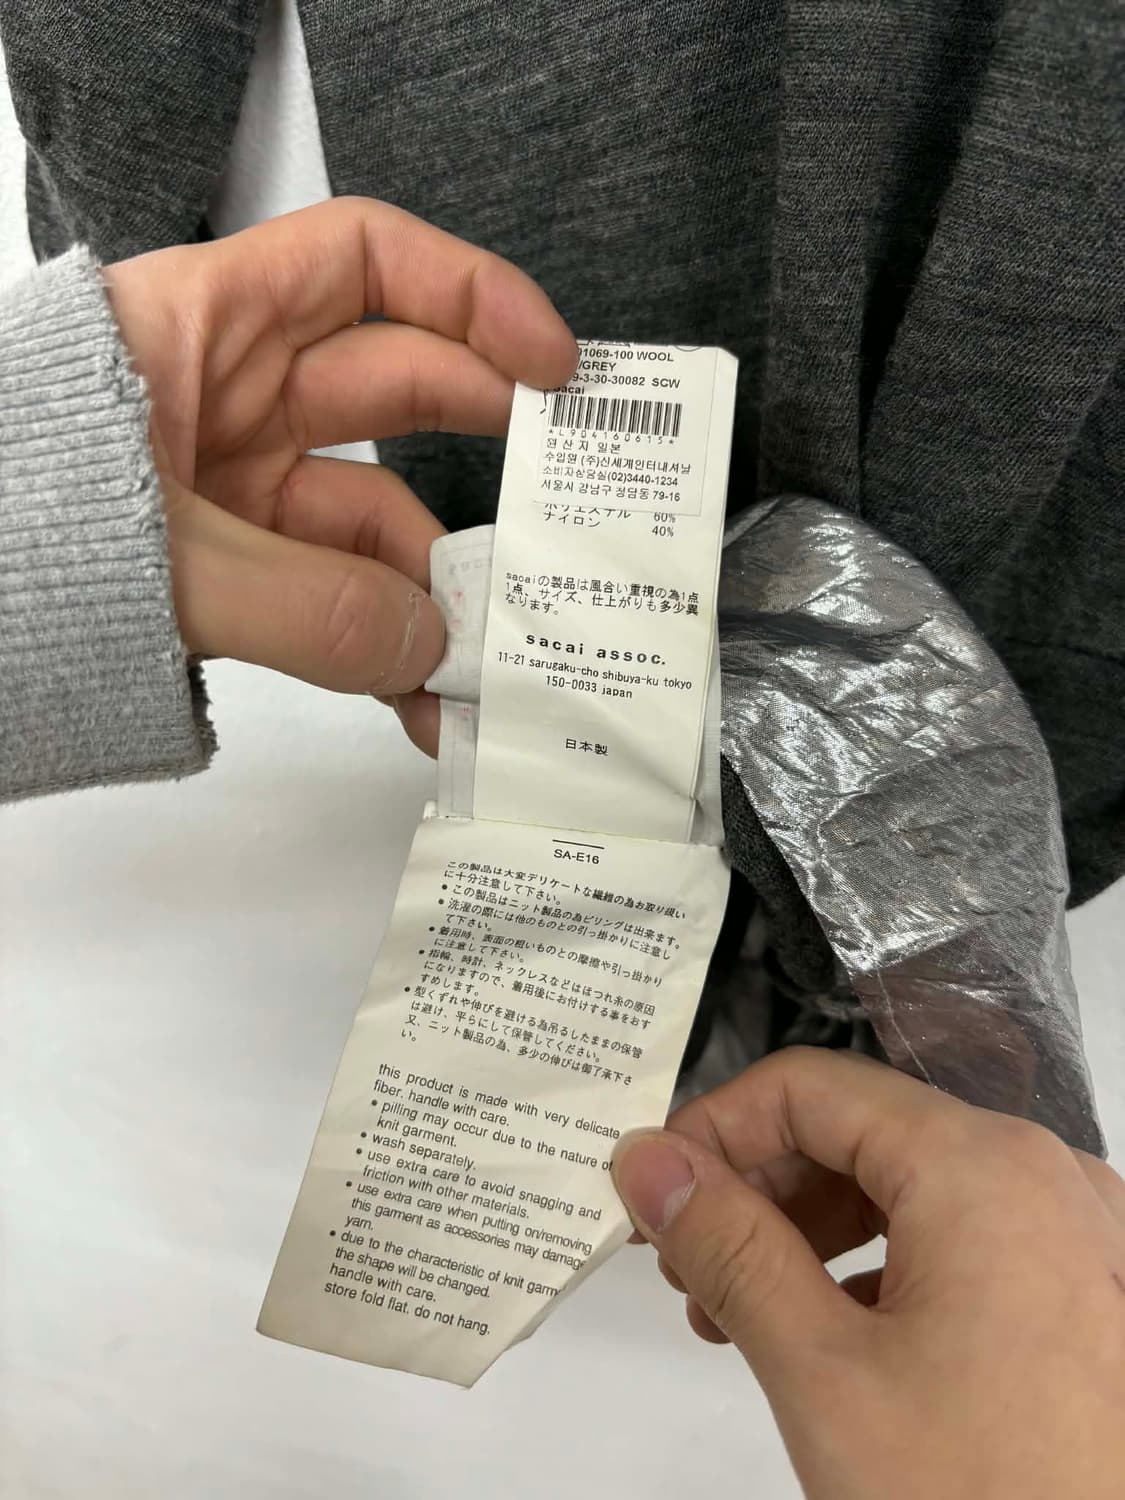 01069-100 WOOL
/GREY
9-3-30-30082 SCW
sacai
*L904160615*
원산지 일본
수입원 (주)신세계인터내셔날
소비자상담실(02)3440-1234
서울시 강남구 청담동 79-16
ポリエステル 60%
ナイロン 40%
sacaiの製品は風合い重視の為1点
1点、サイズ、仕上がりも多少異
なります。
sacai assoc.
11-21 sarugaku-cho shibuya-ku tokyo
150-0033 japan
日本製
SA-E16
この製品は大変デリケートな繊維の為お取り扱い
に十分注意して下さい。
● この製品はニット製品の為ピリングは出来ます。
● 洗濯の際には他のものとの引っ掛かりに注意し
て下さい。
● 着用時、表面の粗いものとの摩擦や引っ掛かり
に注意して下さい。
● 指輪、時計、ネックレスなどはほつれ糸の原因
になりますので、着用後にお付けする事をおす
すめします。
● 型くずれや伸びを避ける為吊るしたままの保管
は避け、平らにして保管してください。
又、ニット製品の為、多少の伸びは御了承下さ
い。
this product is made with very delicate
fiber. handle with care.
● pilling may occur due to the nature of
knit garment.
● wash separately.
● use extra care to avoid snagging and
friction with other materials.
● use extra care when putting on/removing
this garment as accessories may damage
yarn.
● due to the characteristic of knit garm
the shape will be changed.
handle with care.
store fold flat. do not hang.